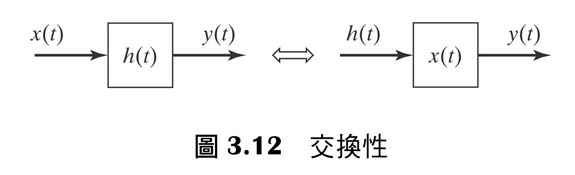 x(t) h(t) y(t) ⟺ h(t) x(t) y(t)
圖 3.12 交換性